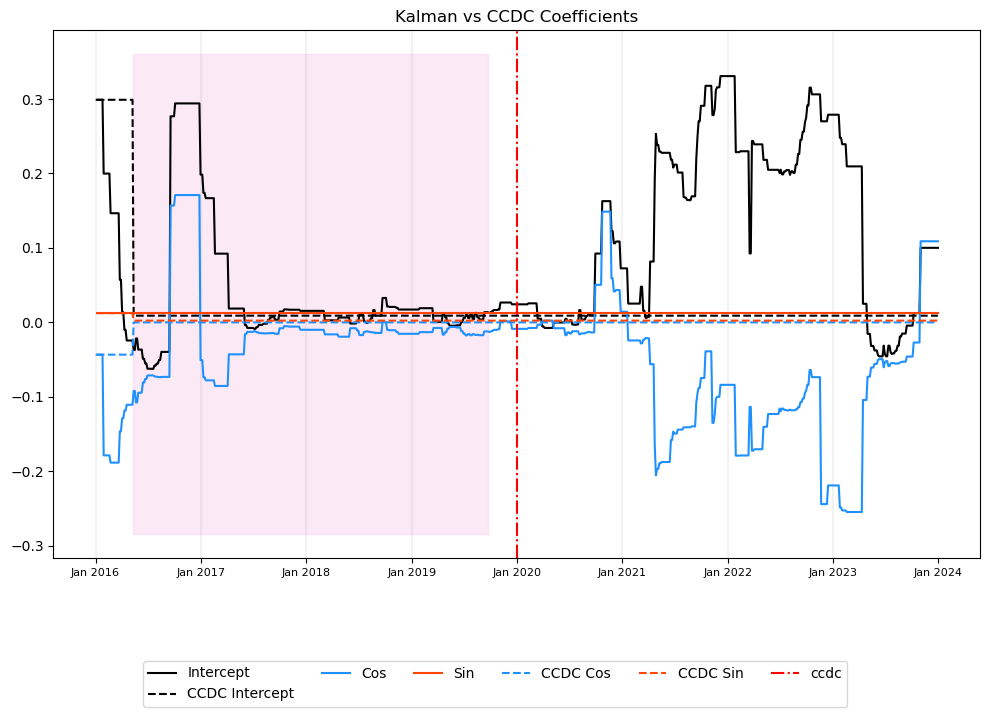 Kalman vs CCDC Coefficients
0.3
0.2
0.1
0.0
−0.1
−0.2
−0.3
Jan 2016 Jan 2017 Jan 2018 Jan 2019 Jan 2020 Jan 2021 Jan 2022 Jan 2023 Jan 2024
Intercept Cos Sin CCDC Cos CCDC Sin ccdc
CCDC Intercept